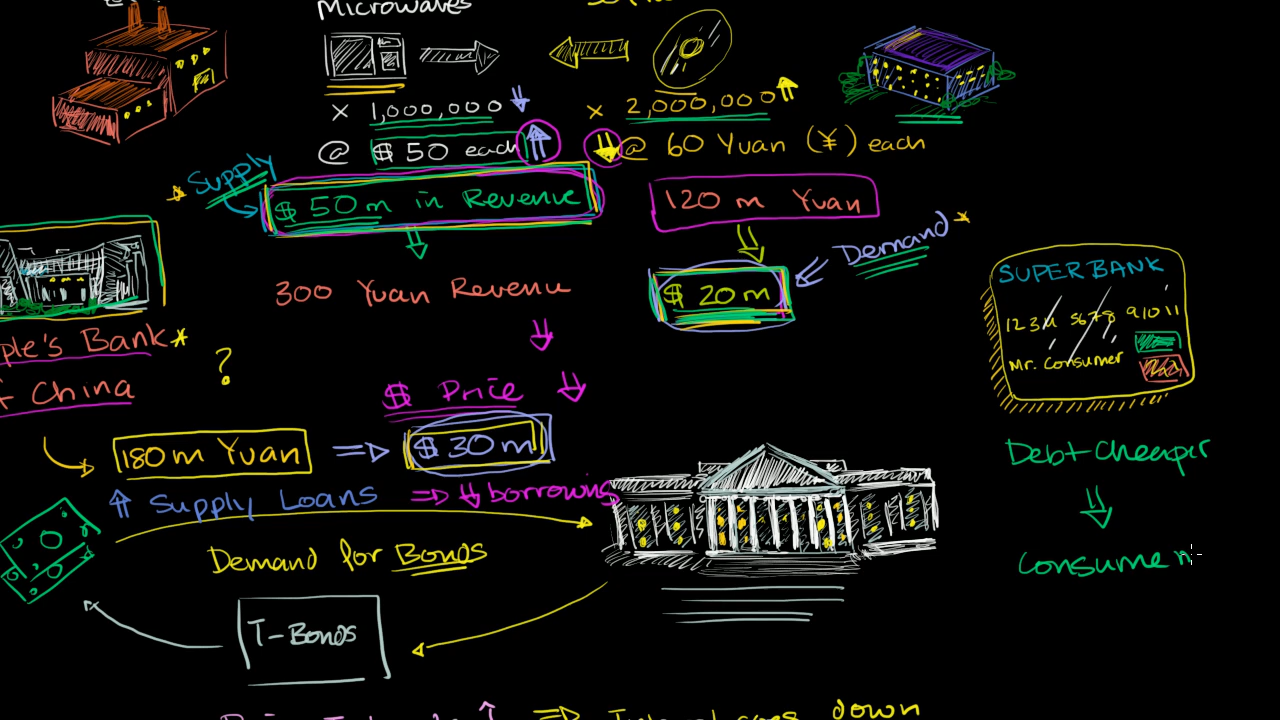 Microwaves
x 1,000,000
@ $50 each
Supply
$50m in Revenue
300 Yuan Revenue
x 2,000,000
@ 60 Yuan (¥) each
120 m Yuan
Demand
$20m
SUPERBANK
1234 5678 91011
Mr. Consumer
ple's Bank
f China
?
$ Price
180m Yuan
$30m
Supply Loans
borrowing
Demand for Bonds
T-Bonds
Debt cheaper
Consume
down